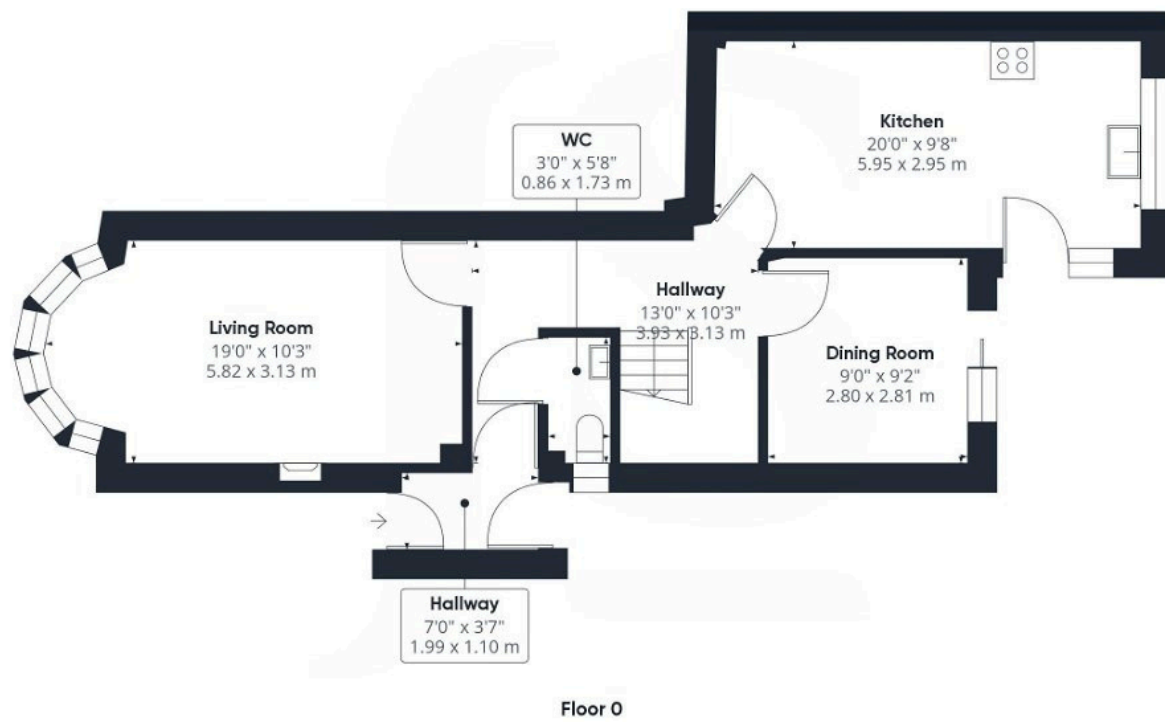 Kitchen
20'0" x 9'8"
5.95 x 2.95 m
WC
3'0" x 5'8"
0.86 x 1.73 m
Living Room
19'0" x 10'3"
5.82 x 3.13 m
Hallway
13'0" x 10'3"
3.93 x 3.13 m
Dining Room
9'0" x 9'2"
2.80 x 2.81 m
Hallway
7'0" x 3'7"
1.99 x 1.10 m
Floor 0